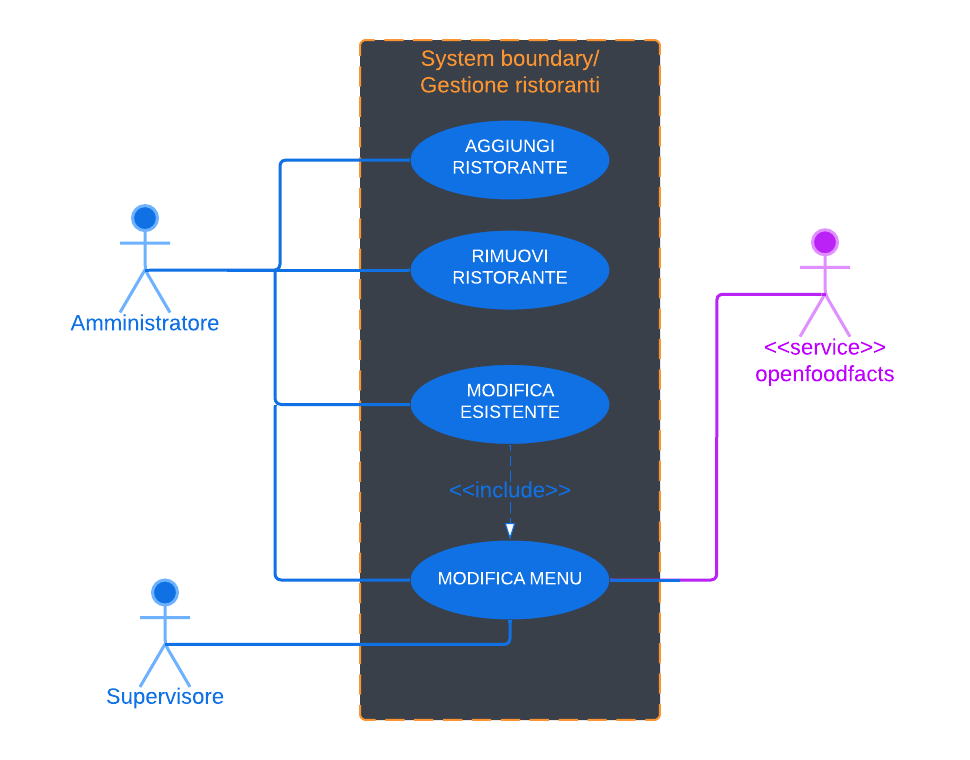 System boundary/
Gestione ristoranti
AGGIUNGI
RISTORANTE
RIMUOVI
RISTORANTE
Amministratore
<<service>>
openfoodfacts
MODIFICA
ESISTENTE
<<include>>
MODIFICA MENU
Supervisore